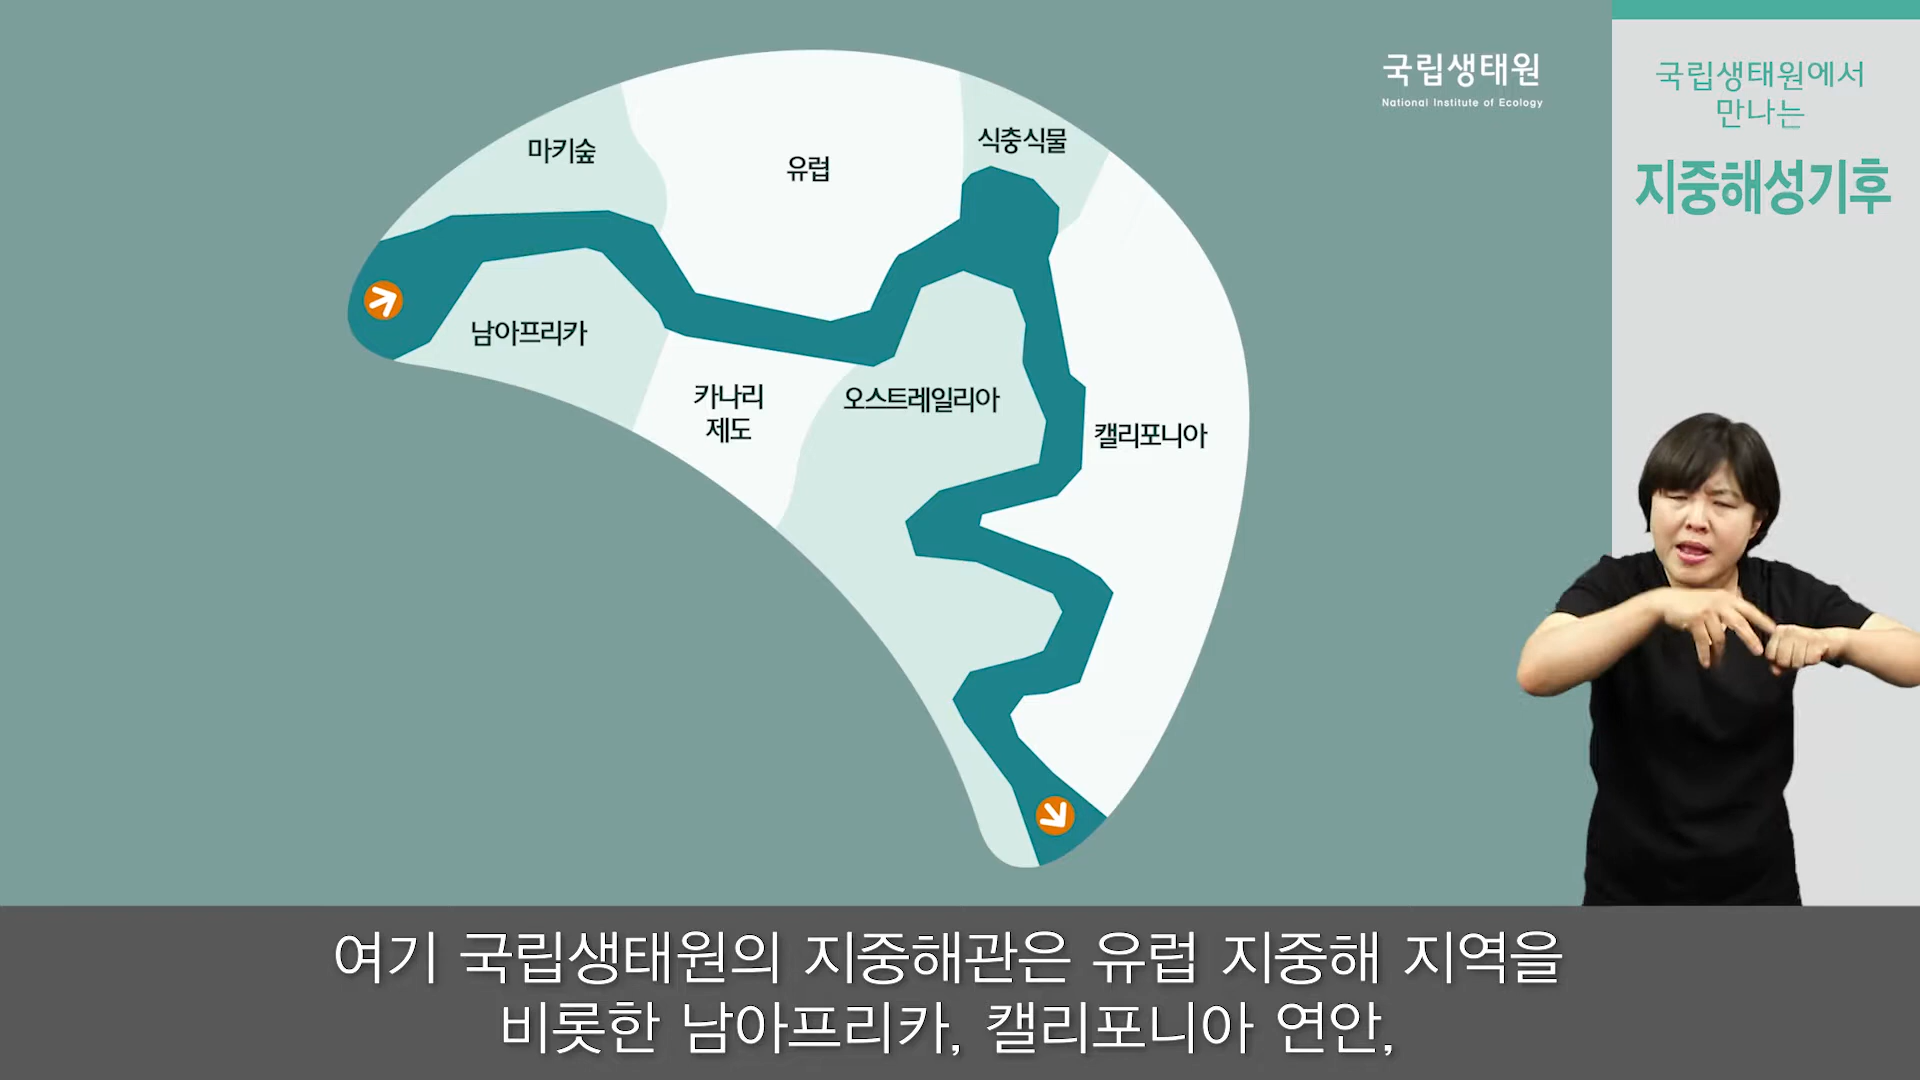 국립생태원
National Institute of Ecology
국립생태원에서
만나는
지중해성기후
마키숲
유럽
식충식물
남아프리카
카나리
제도
오스트레일리아
캘리포니아
여기 국립생태원의 지중해관은 유럽 지중해 지역을
비롯한 남아프리카, 캘리포니아 연안,